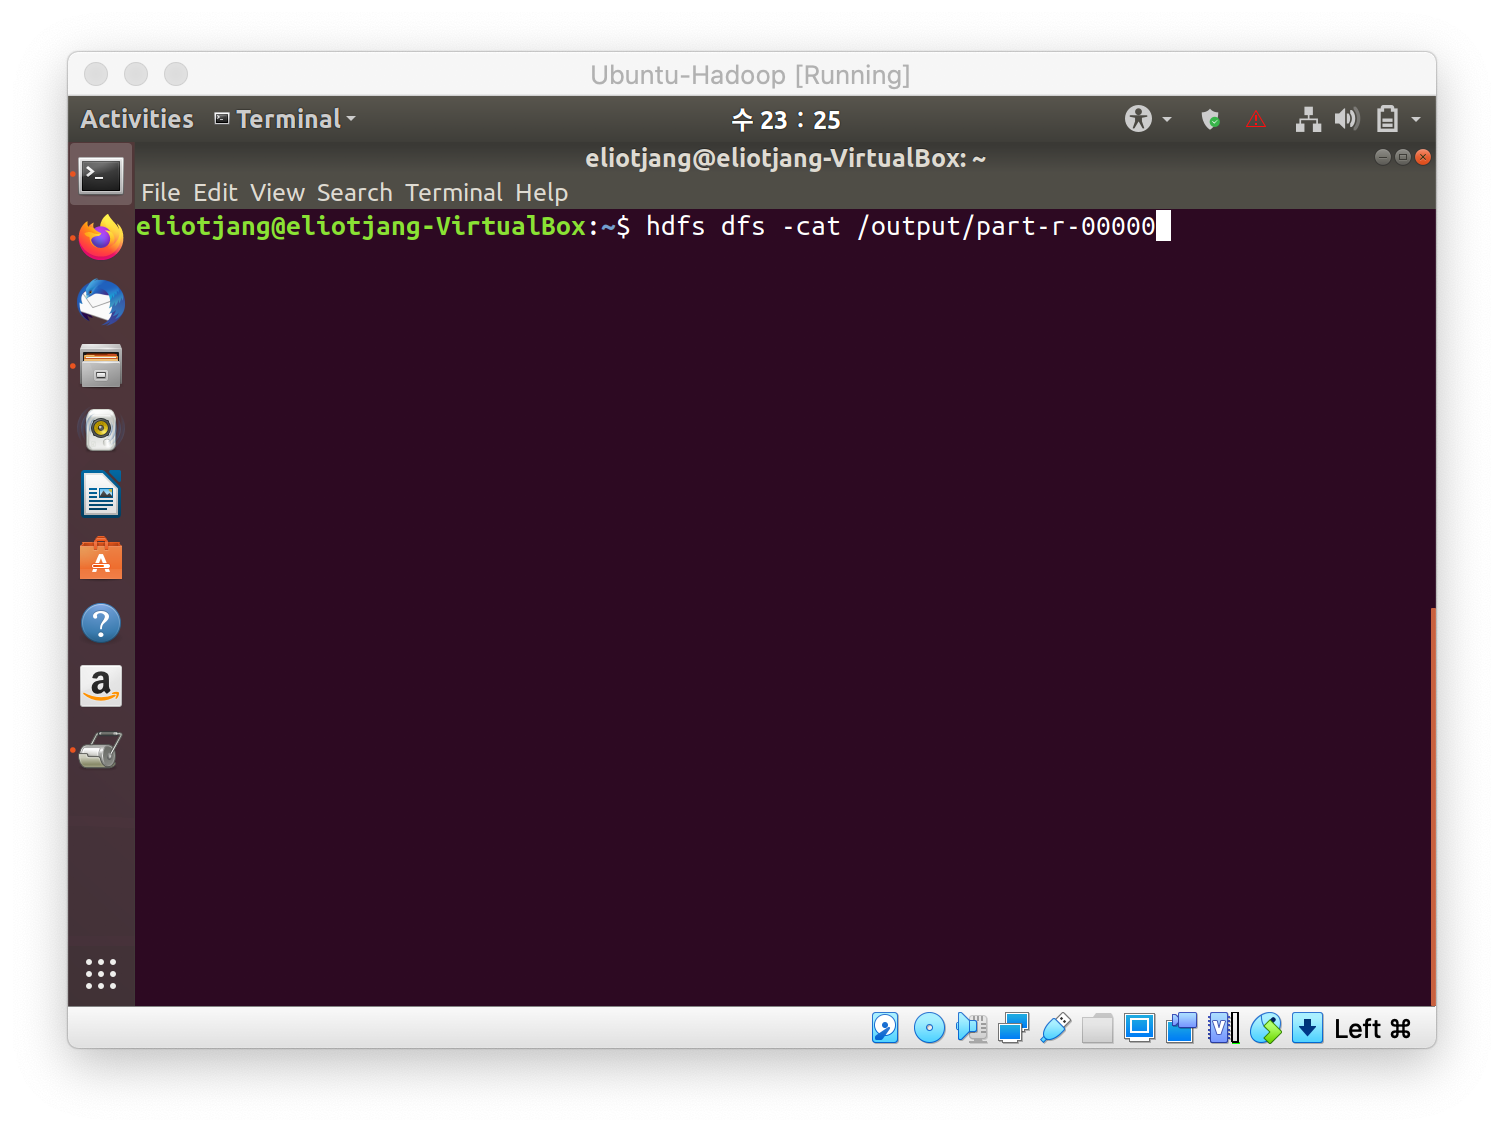 Ubuntu-Hadoop [Running]
Activities Terminal 수 23 : 25
eliotjang@eliotjang-VirtualBox: ~
File Edit View Search Terminal Help
eliotjang@eliotjang-VirtualBox:~$ hdfs dfs -cat /output/part-r-00000
Left ⌘